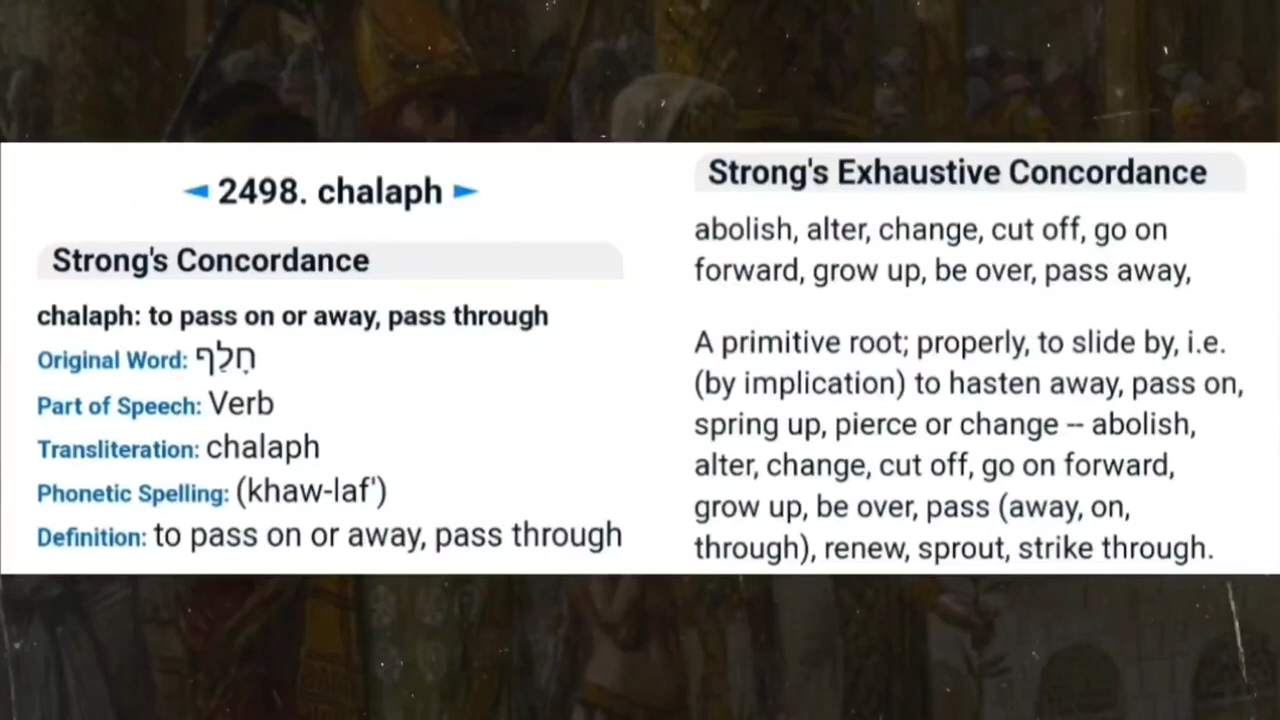 ◄ 2498. chalaph ►
Strong's Concordance
chalaph: to pass on or away, pass through
Original Word: חָלַף
Part of Speech: Verb
Transliteration: chalaph
Phonetic Spelling: (khaw-laf')
Definition: to pass on or away, pass through
Strong's Exhaustive Concordance
abolish, alter, change, cut off, go on
forward, grow up, be over, pass away,
A primitive root; properly, to slide by, i.e.
(by implication) to hasten away, pass on,
spring up, pierce or change -- abolish,
alter, change, cut off, go on forward,
grow up, be over, pass (away, on,
through), renew, sprout, strike through.